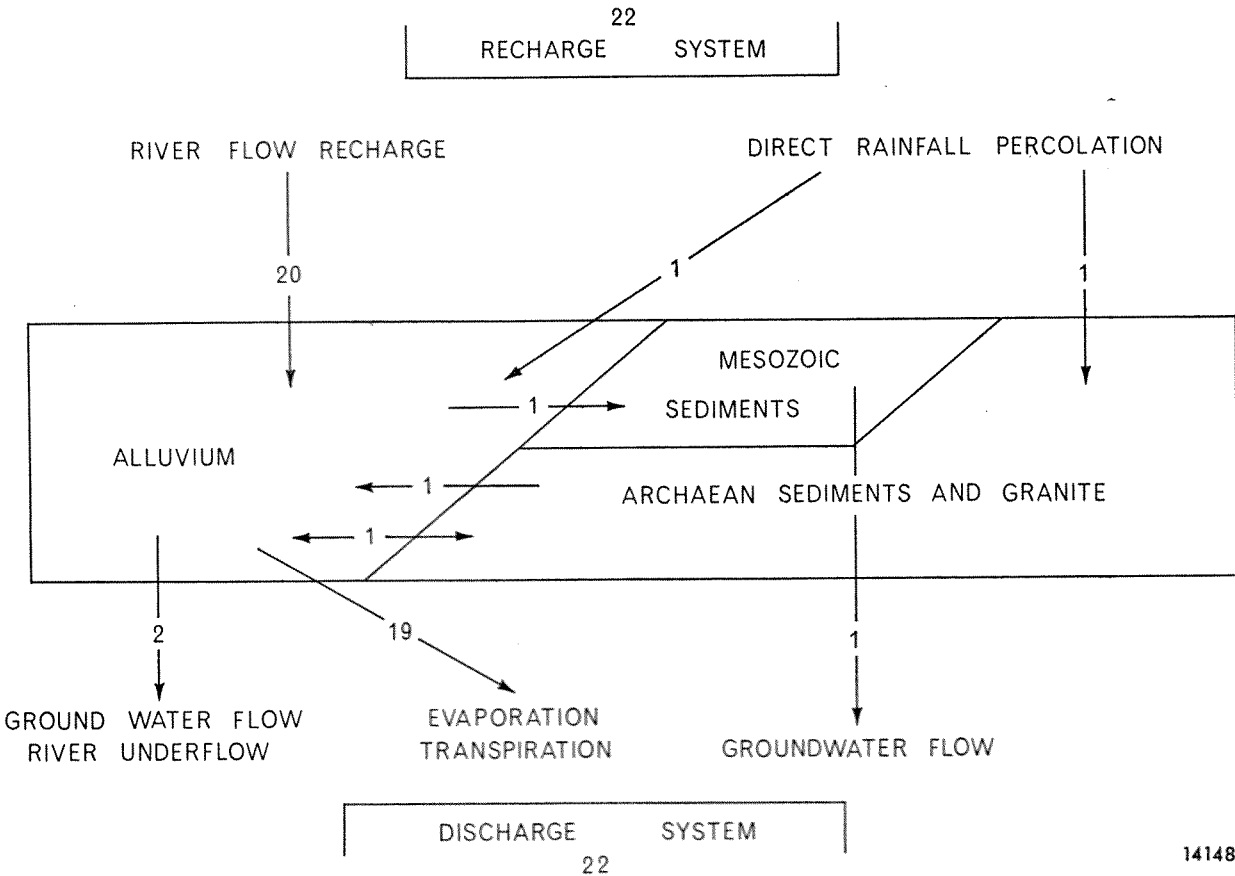 22
RECHARGE SYSTEM
RIVER FLOW RECHARGE
DIRECT RAINFALL PERCOLATION
20
1
1
MESOZOIC
SEDIMENTS
1
ALLUVIUM
1
ARCHAEAN SEDIMENTS AND GRANITE
1
2
19
1
GROUND WATER FLOW
RIVER UNDERFLOW
EVAPORATION
TRANSPIRATION
GROUNDWATER FLOW
DISCHARGE SYSTEM
22
14148